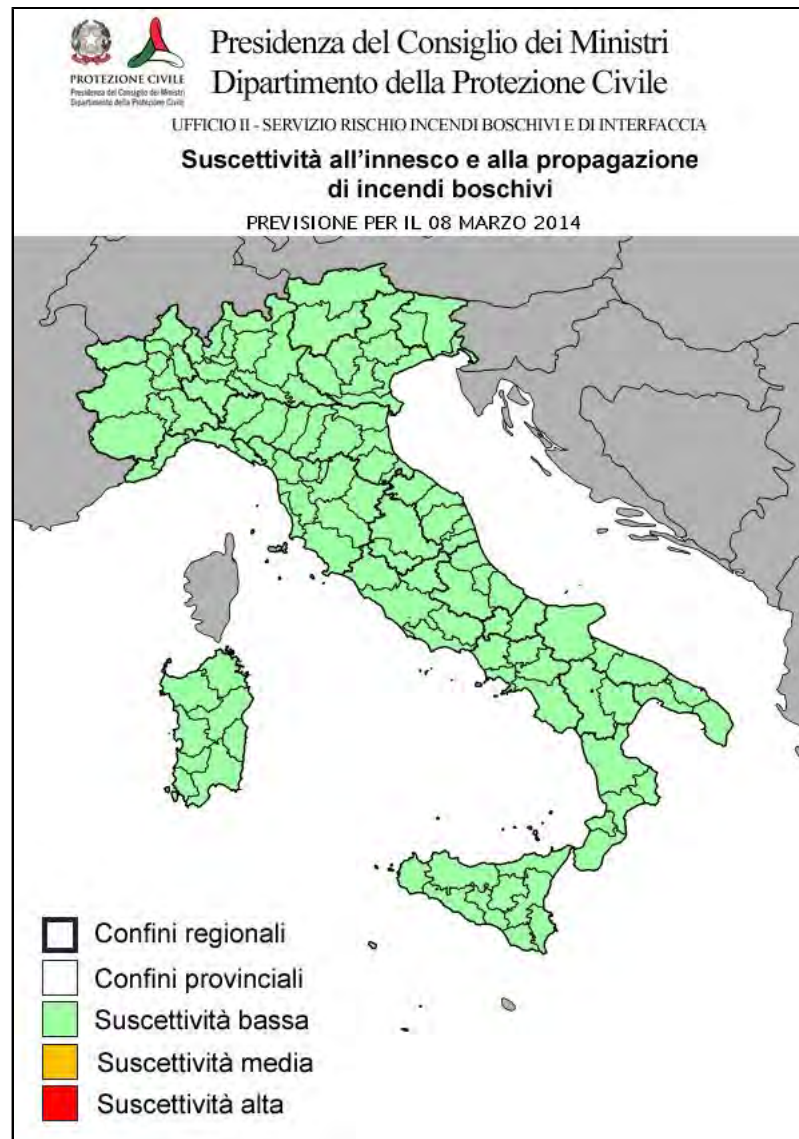 PROTEZIONE CIVILE
Presidenza del Consiglio dei Ministri
Dipartimento della Protezione Civile
Presidenza del Consiglio dei Ministri
Dipartimento della Protezione Civile
UFFICIO II - SERVIZIO RISCHIO INCENDI BOSCHIVI E DI INTERFACCIA
Suscettività all'innesco e alla propagazione
di incendi boschivi
PREVISIONE PER IL 08 MARZO 2014
Confini regionali
Confini provinciali
Suscettività bassa
Suscettività media
Suscettività alta